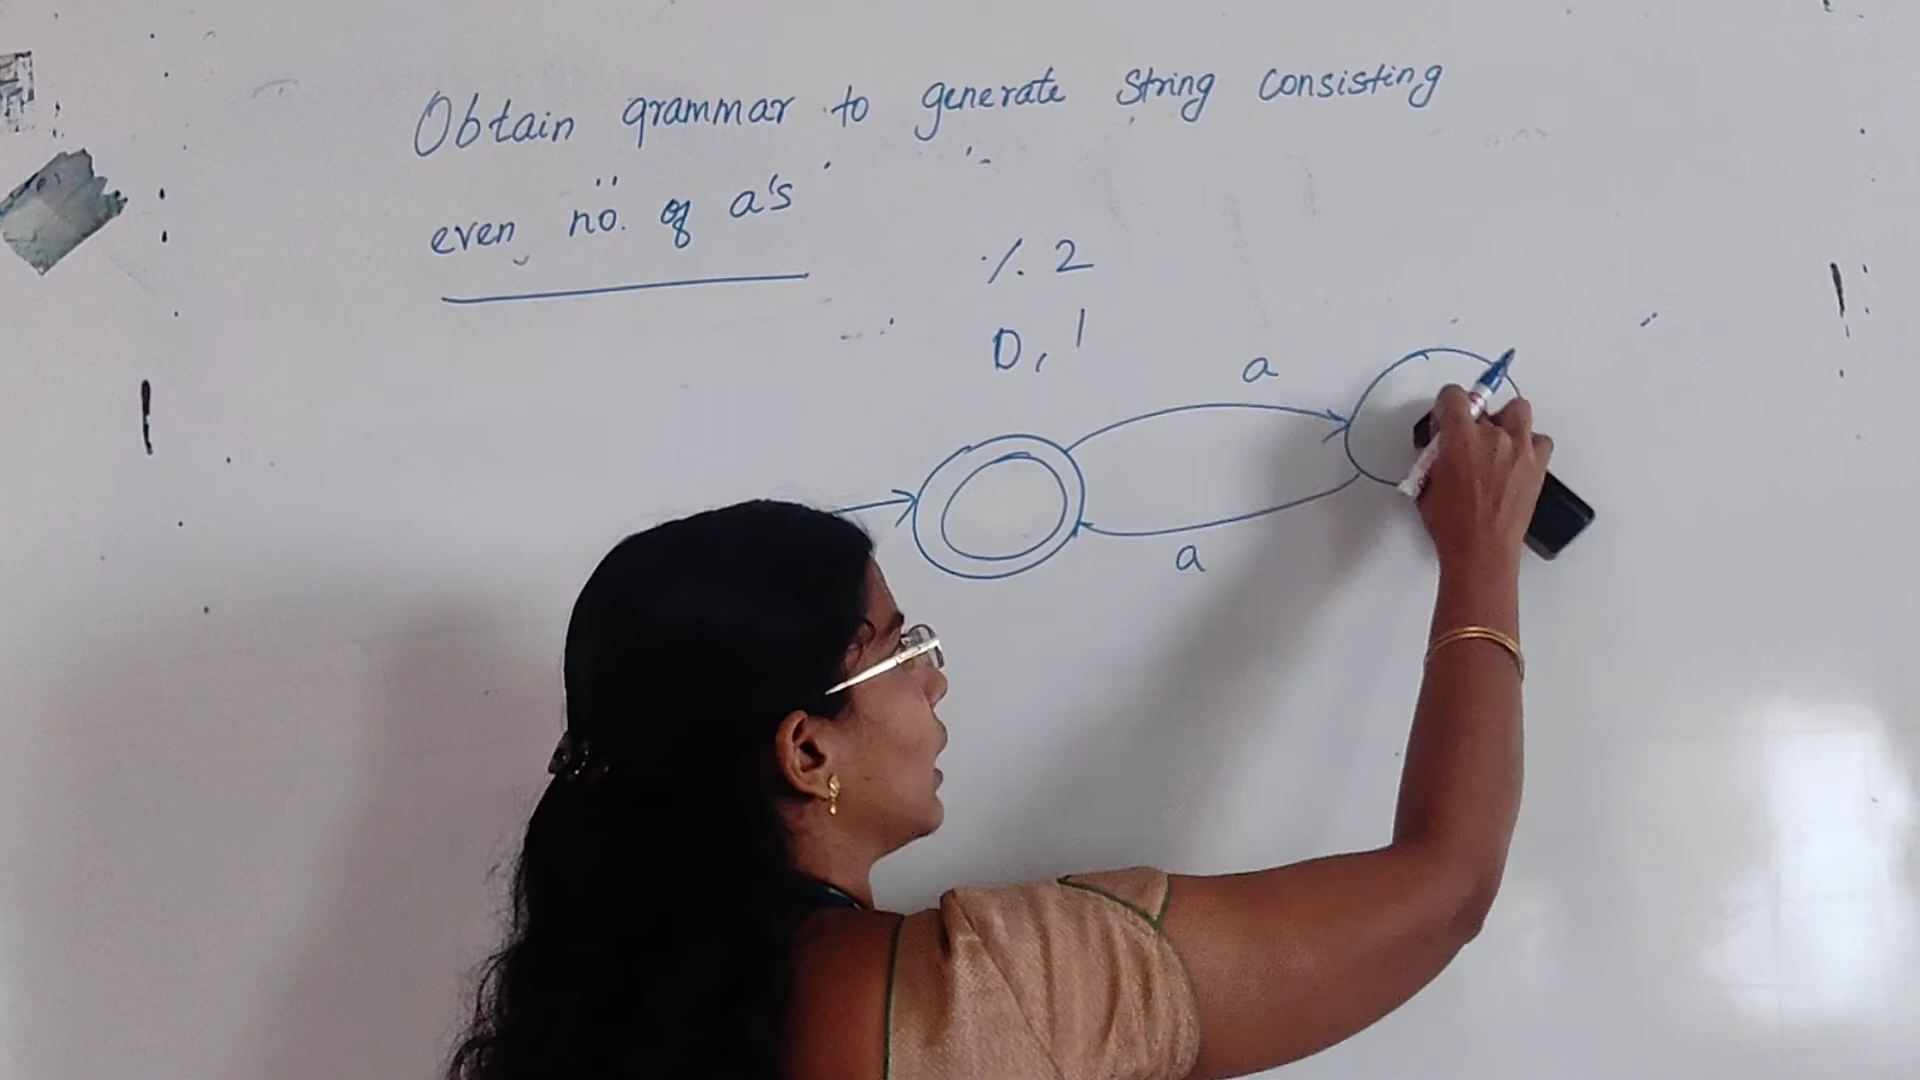 Obtain grammar to generate string consisting
even no. of a's
% 2
0, 1
a
a